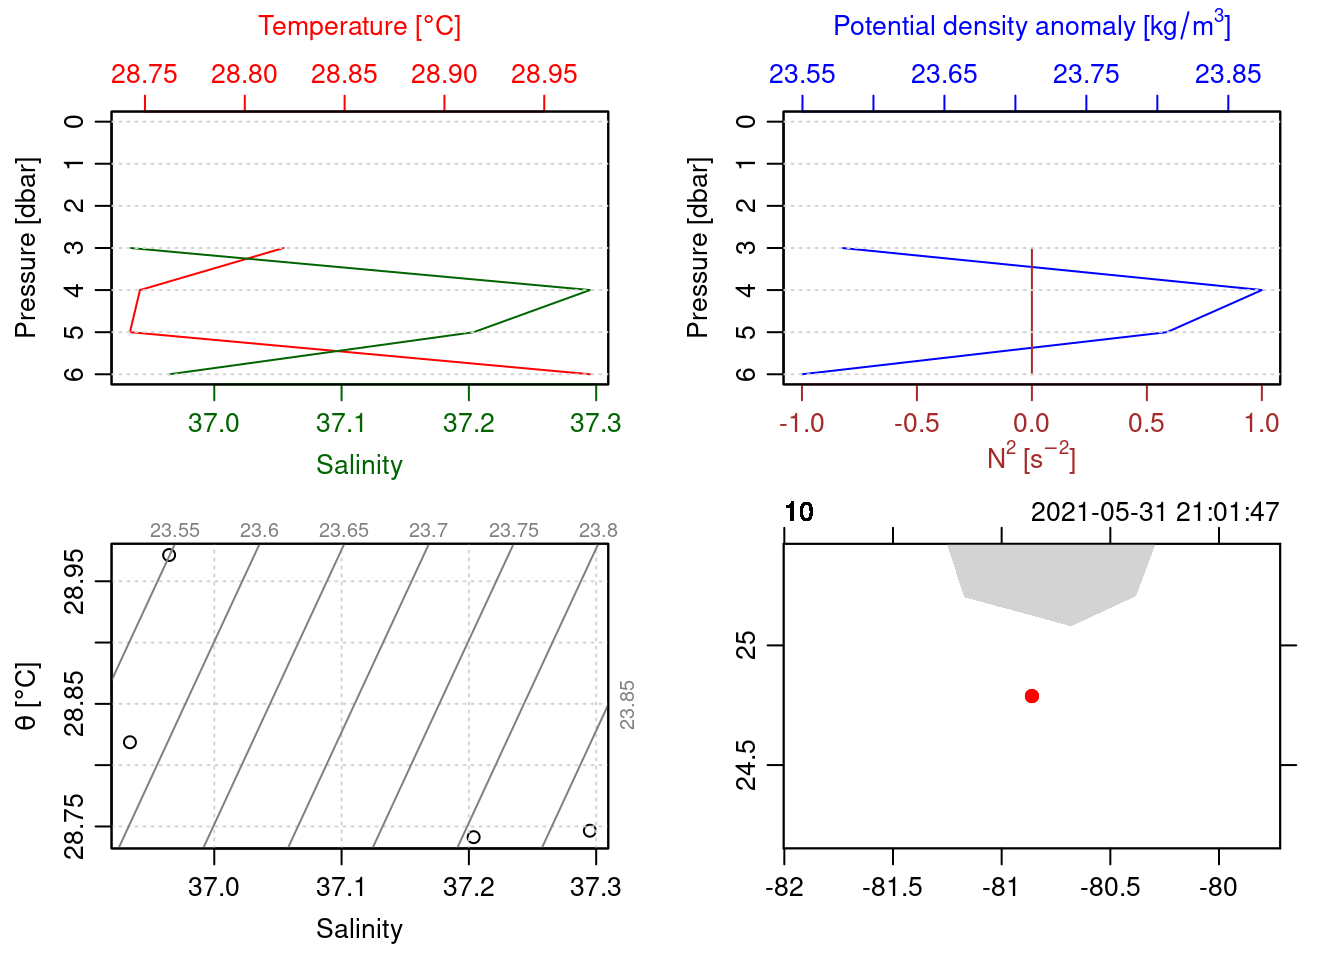 Temperature [°C]
28.75 28.80 28.85 28.90 28.95
0
1
2
3
4
5
6
Pressure [dbar]
37.0 37.1 37.2 37.3
Salinity
Potential density anomaly [kg/m³]
23.55 23.65 23.75 23.85
0
1
2
3
4
5
6
Pressure [dbar]
-1.0 -0.5 0.0 0.5 1.0
N² [s⁻²]
23.55 23.6 23.65 23.7 23.75 23.8
23.85
28.95
28.85
28.75
θ [°C]
37.0 37.1 37.2 37.3
Salinity
10 2021-05-31 21:01:47
25
24.5
-82 -81.5 -81 -80.5 -80